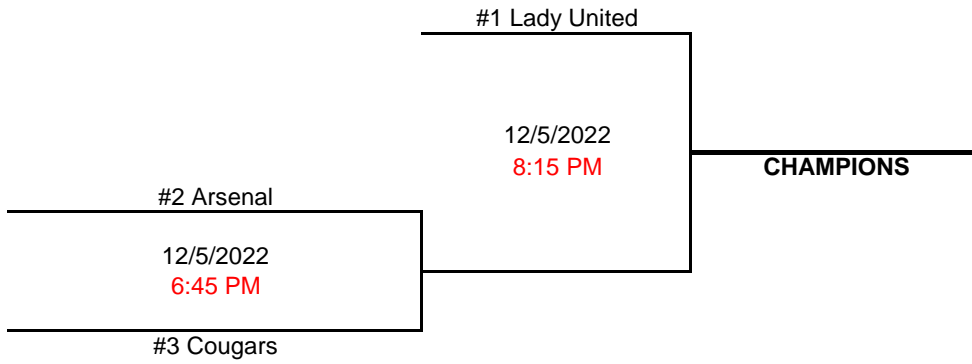 #1 Lady United
12/5/2022
8:15 PM
CHAMPIONS
#2 Arsenal
12/5/2022
6:45 PM
#3 Cougars